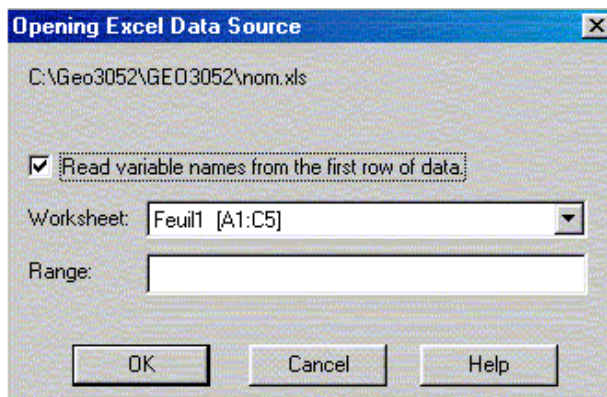 Opening Excel Data Source
C:\Geo3052\GEO3052\nom.xls
Read variable names from the first row of data.
Worksheet: Feuil1 [A1:C5]
Range:
OK Cancel Help